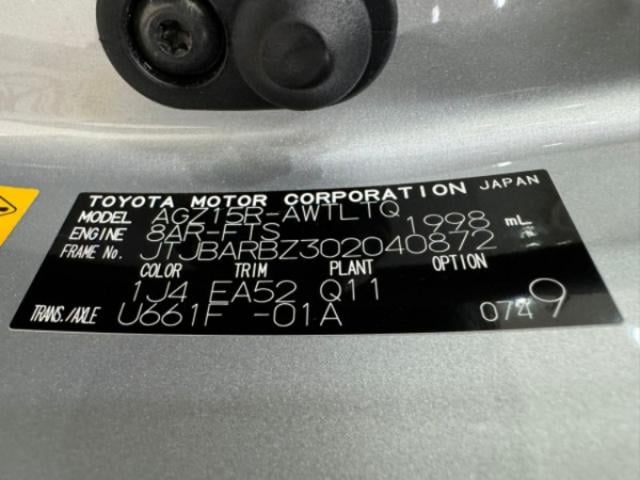 TOYOTA MOTOR CORPORATION JAPAN
MODEL AGZ15R-AWTLTQ
ENGINE 8AR-FTS 1998 mL
FRAME NO. JTJBARBZ302040872
COLOR TRIM PLANT OPTION
1J4 EA52 Q11
TRANS./AXLE U661F -01A 0749